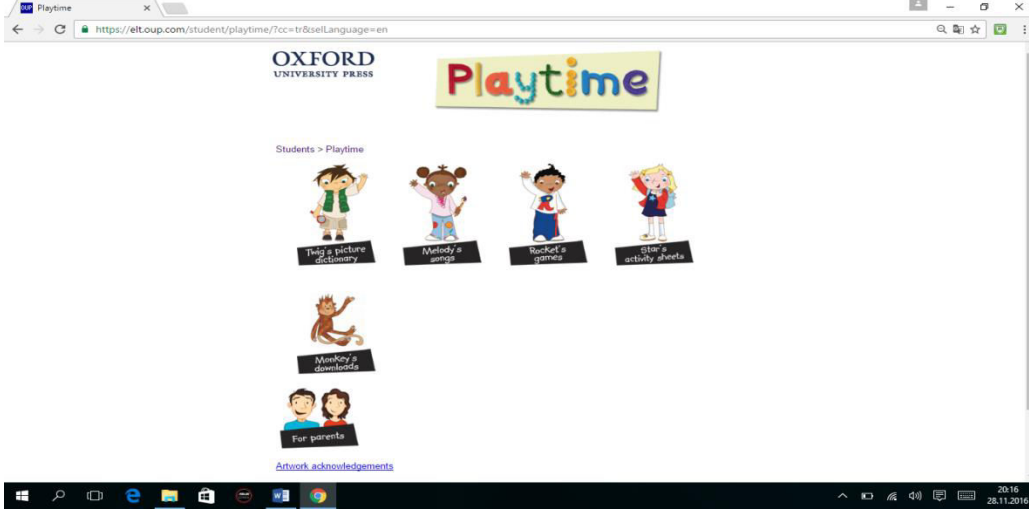 OUP Playtime
https://elt.oup.com/student/playtime/?cc=tr&selLanguage=en
OXFORD
UNIVERSITY PRESS
Playtime
Students > Playtime
Twig's picture
dictionary
Melody's
songs
Rocket's
games
Star's
activity sheets
Monkey's
downloads
For parents
Artwork acknowledgements
20:16
28.11.2016